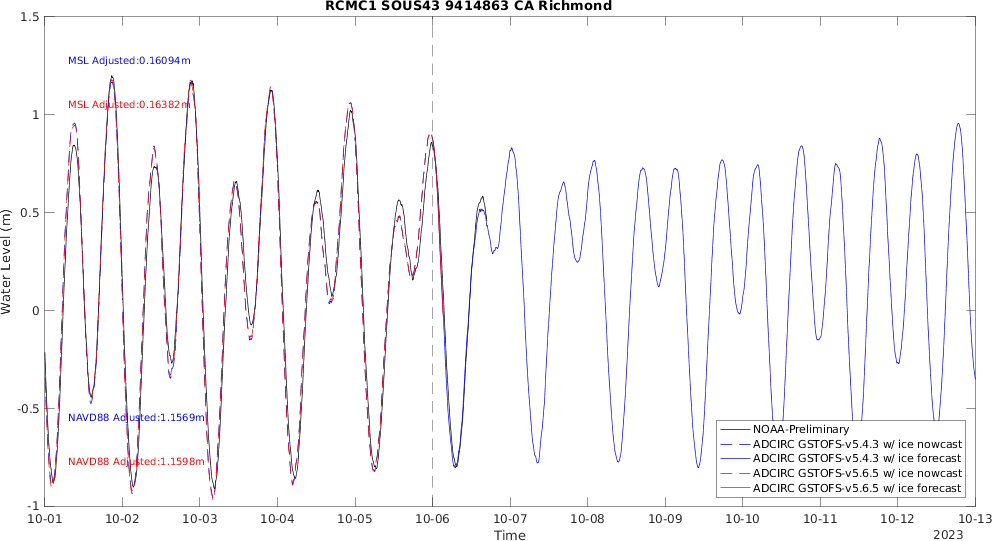 RCMC1 SOUS43 9414863 CA Richmond
1.5
1
0.5
0
-0.5
-1
Water Level (m)
MSL Adjusted:0.16094m
MSL Adjusted:0.16382m
NAVD88 Adjusted:1.1569m
NAVD88 Adjusted:1.1598m
NOAA-Preliminary
ADCIRC GSTOFS-v5.4.3 w/ ice nowcast
ADCIRC GSTOFS-v5.4.3 w/ ice forecast
ADCIRC GSTOFS-v5.6.5 w/ ice nowcast
ADCIRC GSTOFS-v5.6.5 w/ ice forecast
10-01 10-02 10-03 10-04 10-05 10-06 10-07 10-08 10-09 10-10 10-11 10-12 10-13
Time
2023